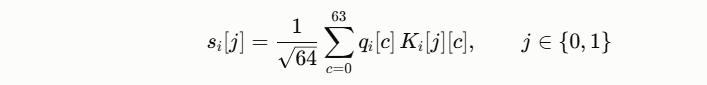 $s_i[j] = \frac{1}{\sqrt{64}} \sum_{c=0}^{63} q_i[c] \, K_i[j][c], \qquad j \in \{0, 1\}$